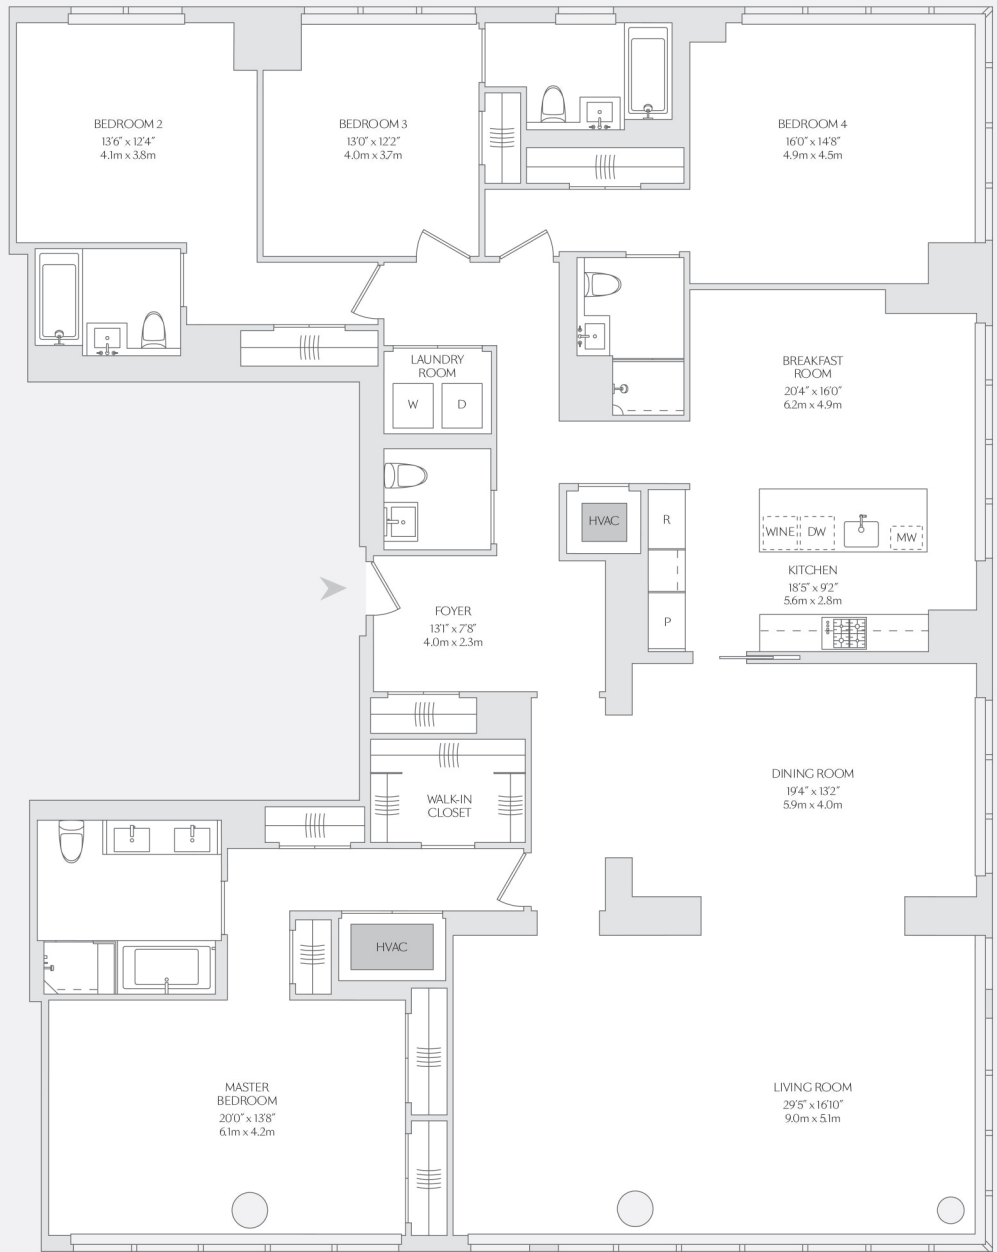 BEDROOM 2
13'6" x 12'4"
4.1m x 3.8m
BEDROOM 3
13'0" x 12'2"
4.0m x 3.7m
BEDROOM 4
16'0" x 14'8"
4.9m x 4.5m
LAUNDRY
ROOM
W
D
BREAKFAST
ROOM
20'4" x 16'0"
6.2m x 4.9m
HVAC
R
P
WINE
DW
MW
KITCHEN
18'5" x 9'2"
5.6m x 2.8m
FOYER
13'1" x 7'8"
4.0m x 2.3m
WALK-IN
CLOSET
DINING ROOM
19'4" x 13'2"
5.9m x 4.0m
HVAC
MASTER
BEDROOM
20'0" x 13'8"
6.1m x 4.2m
LIVING ROOM
29'5" x 16'10"
9.0m x 5.1m